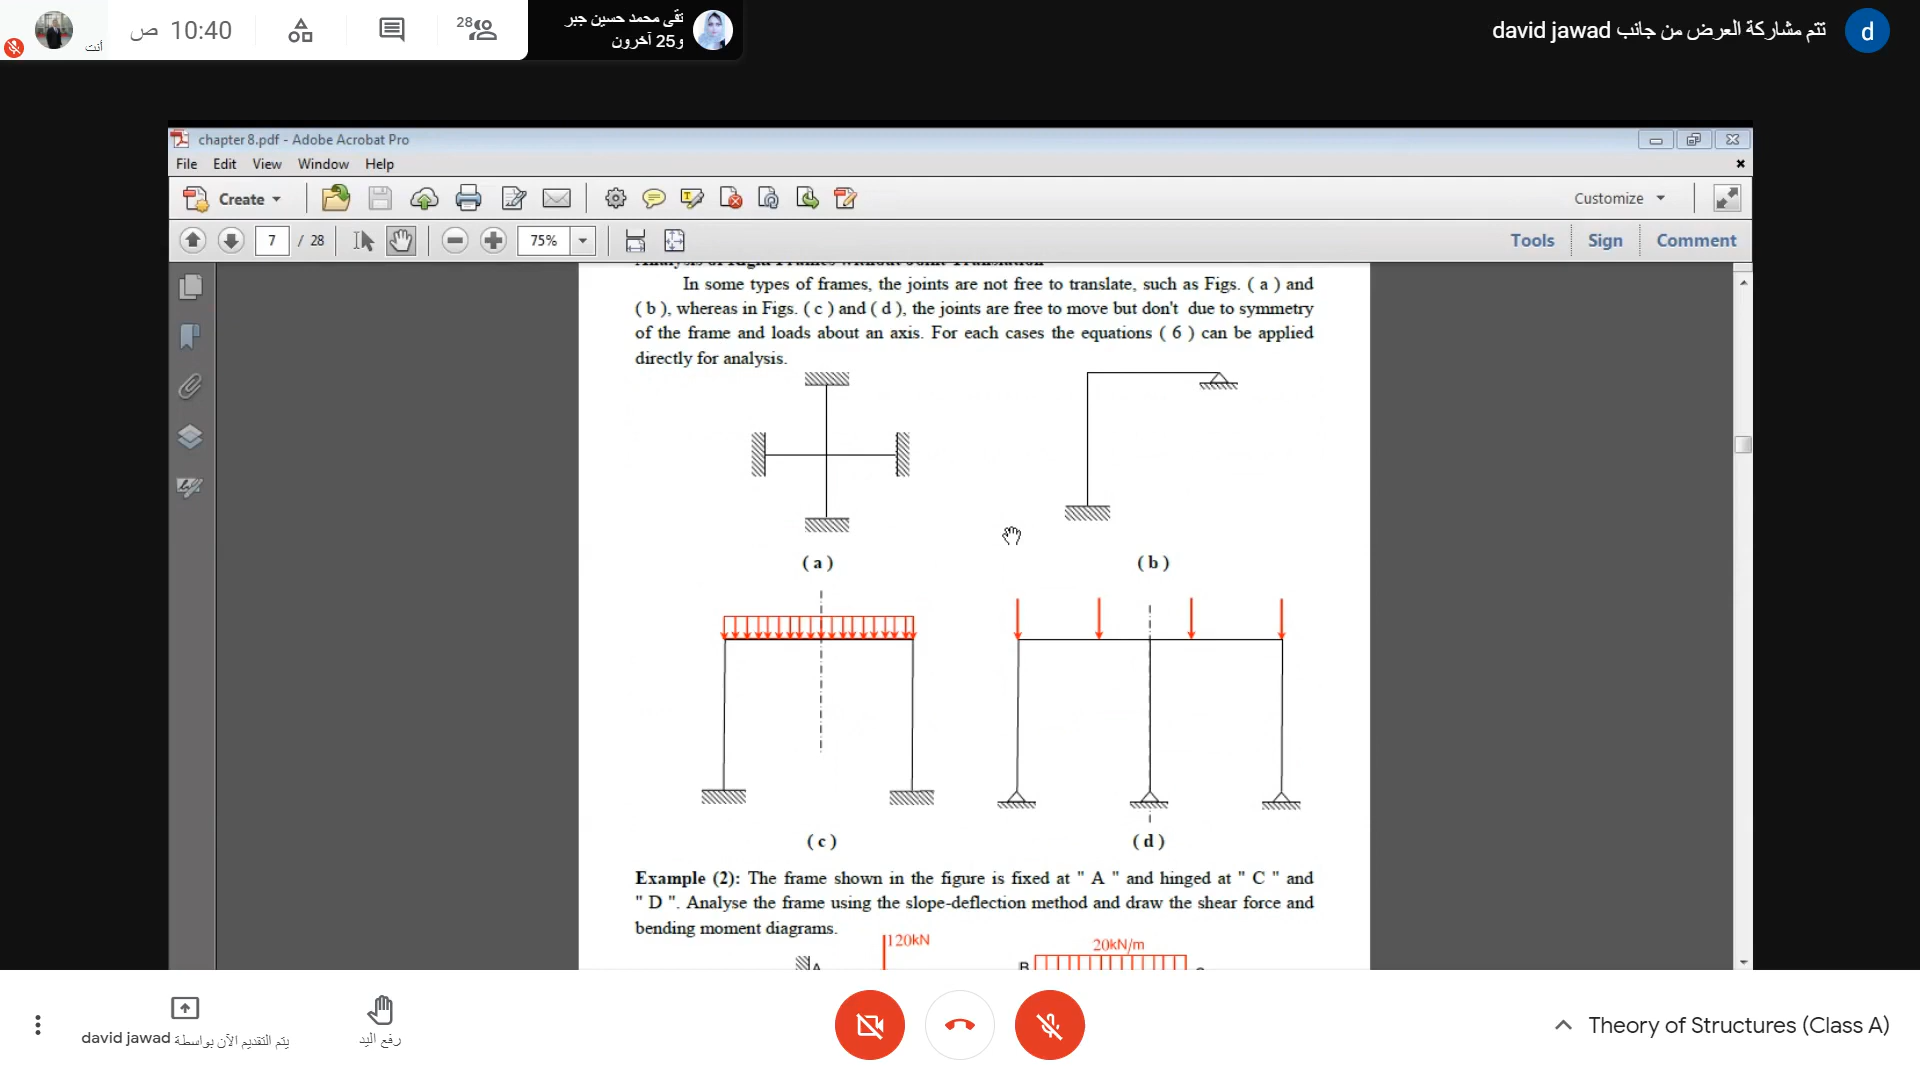 أنت
10:40 ص
28
تقى محمد حسين جبر
و25 آخرون
تتم مشاركة العرض من جانب david jawad
d
chapter 8.pdf - Adobe Acrobat Pro
File Edit View Window Help
Create
Customize
7 / 28
75%
Tools Sign Comment
Analysis of Rigid Frames without Joint Translation
In some types of frames, the joints are not free to translate, such as Figs. ( a ) and
( b ), whereas in Figs. ( c ) and ( d ), the joints are free to move but don't due to symmetry
of the frame and loads about an axis. For each cases the equations ( 6 ) can be applied
directly for analysis.
( a )
( b )
( c )
( d )
Example (2): The frame shown in the figure is fixed at " A " and hinged at " C " and
" D ". Analyse the frame using the slope-deflection method and draw the shear force and
bending moment diagrams.
120kN
20kN/m
A
B
يتم التقديم الآن بواسطة david jawad
رفع اليد
Theory of Structures (Class A)